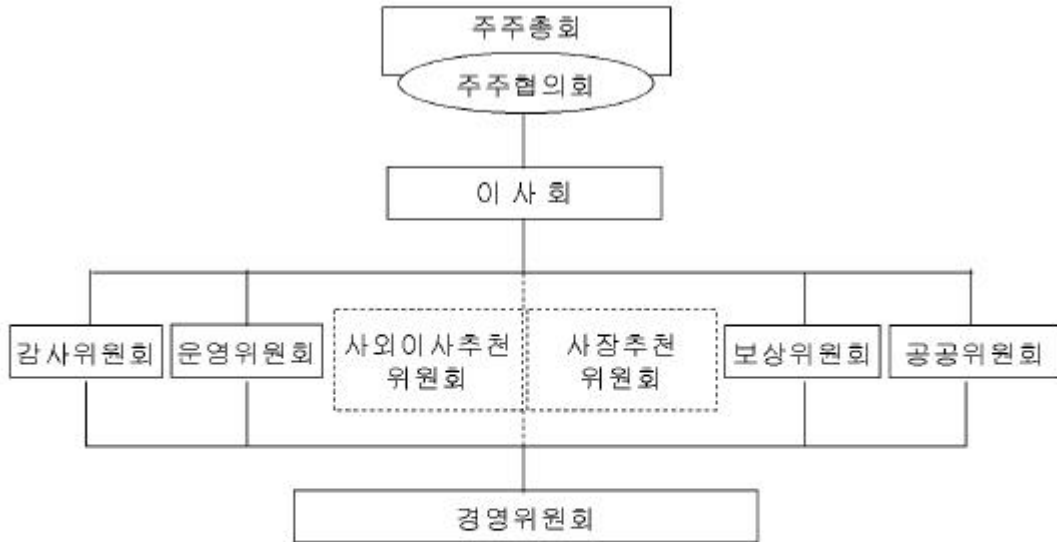 주주총회
주주협의회
이 사 회
감사위원회
운영위원회
사외이사추천
위원회
사장추천
위원회
보상위원회
공공위원회
경영위원회